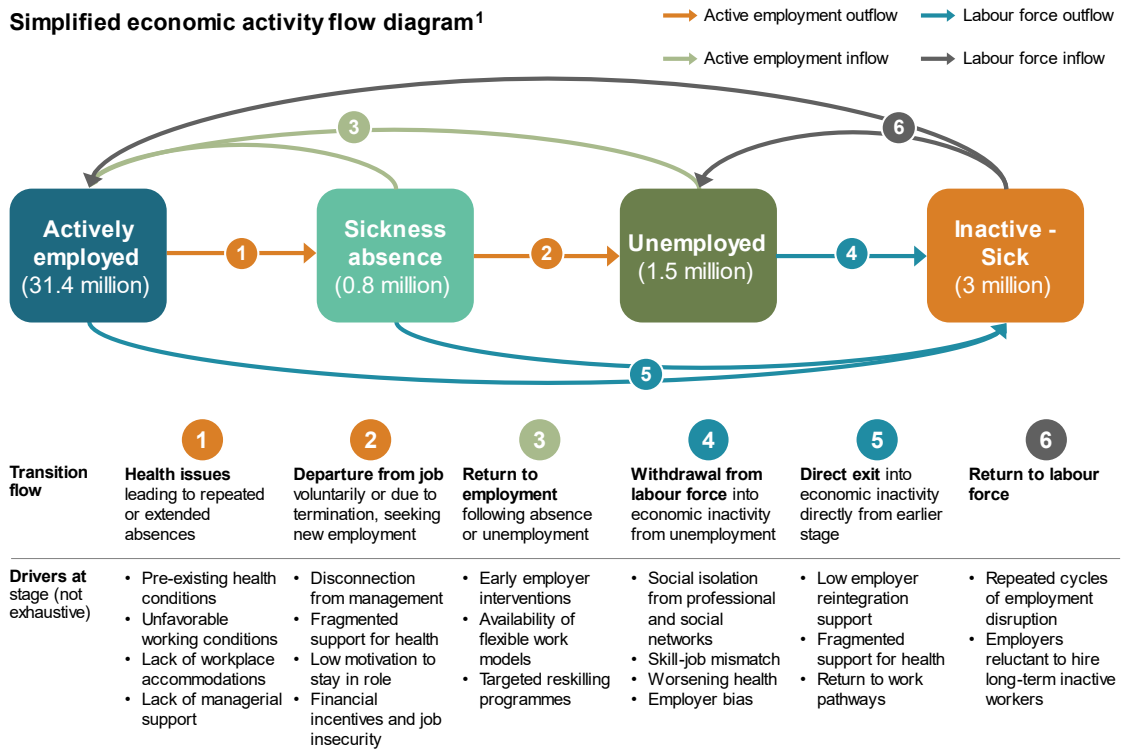 Simplified economic activity flow diagram1
Active employment outflow
Labour force outflow
Active employment inflow
Labour force inflow
3
6
Actively
employed
(31.4 million)
1
Sickness
absence
(0.8 million)
2
Unemployed
(1.5 million)
4
Inactive -
Sick
(3 million)
5
1
2
3
4
5
6
Transition
flow
Health issues
leading to repeated
or extended
absences
Departure from job
voluntarily or due to
termination, seeking
new employment
Return to
employment
following absence
or unemployment
Withdrawal from
labour force into
economic inactivity
from unemployment
Direct exit into
economic inactivity
directly from earlier
stage
Return to labour
force
Drivers at
stage (not
exhaustive)
• Pre-existing health
conditions
• Unfavorable
working conditions
• Lack of workplace
accommodations
• Lack of managerial
support
• Disconnection
from management
• Fragmented
support for health
• Low motivation to
stay in role
• Financial
incentives and job
insecurity
• Early employer
interventions
• Availability of
flexible work
models
• Targeted reskilling
programmes
• Social isolation
from professional
and social
networks
• Skill-job mismatch
• Worsening health
• Employer bias
• Low employer
reintegration
support
• Fragmented
support for health
• Return to work
pathways
• Repeated cycles
of employment
disruption
• Employers
reluctant to hire
long-term inactive
workers